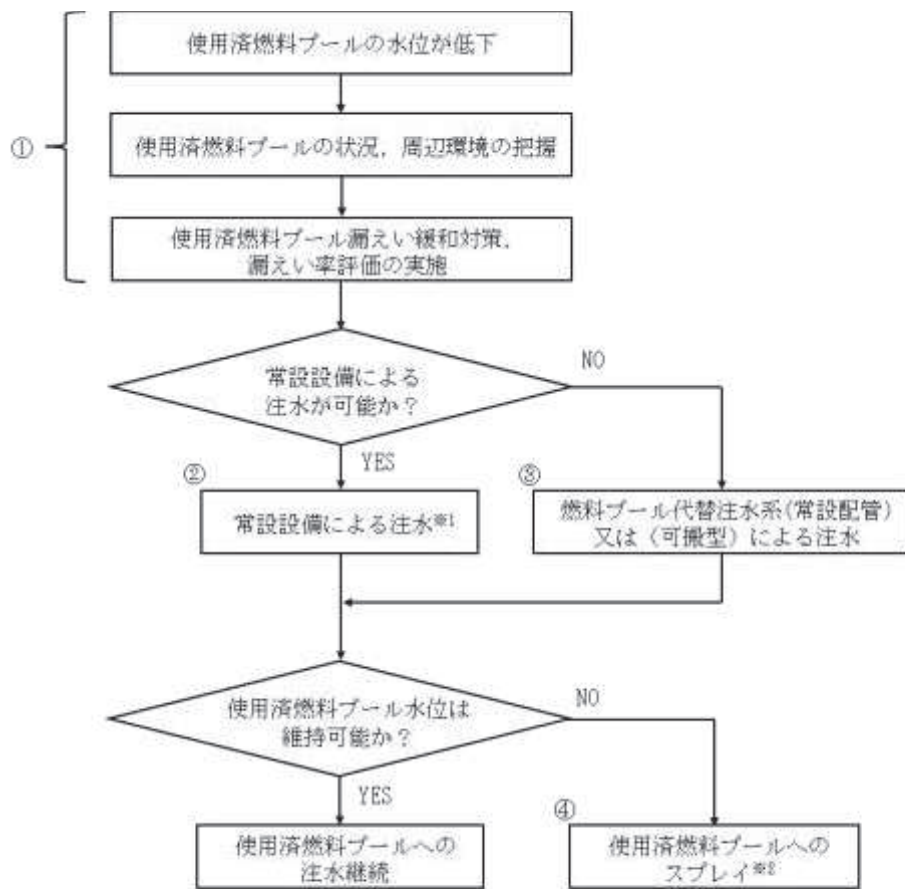 使用済燃料プールの水位が低下
①
使用済燃料プールの状況，周辺環境の把握
使用済燃料プール漏えい緩和対策，
漏えい率評価の実施
常設設備による
注水が可能か？
NO
YES
②
常設設備による注水※1
③
燃料プール代替注水系(常設配管)
又は（可搬型）による注水
使用済燃料プール水位は
維持可能か？
NO
YES
使用済燃料プールへの
注水継続
④
使用済燃料プールへの
スプレイ※2